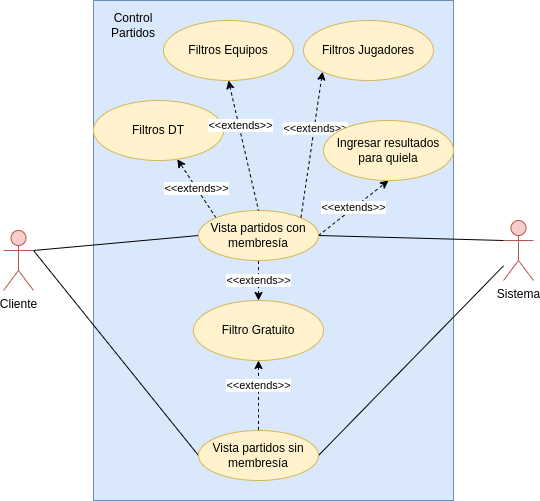 Control
Partidos
Filtros Equipos
Filtros Jugadores
<<extends>>
<<extends>>
Filtros DT
Ingresar resultados
para quiela
<<extends>>
<<extends>>
Vista partidos con
membresía
Cliente
Sistema
<<extends>>
Filtro Gratuito
<<extends>>
Vista partidos sin
membresía